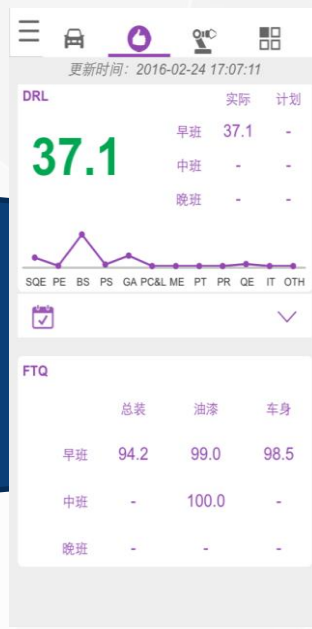 更新时间：2016-02-24 17:07:11
DRL
实际 计划
37.1
早班 37.1 -
中班 - -
晚班 - -
SQE PE BS PS GA PC&L ME PT PR QE IT OTH
FTQ
总装 油漆 车身
早班 94.2 99.0 98.5
中班 - 100.0 -
晚班 - - -